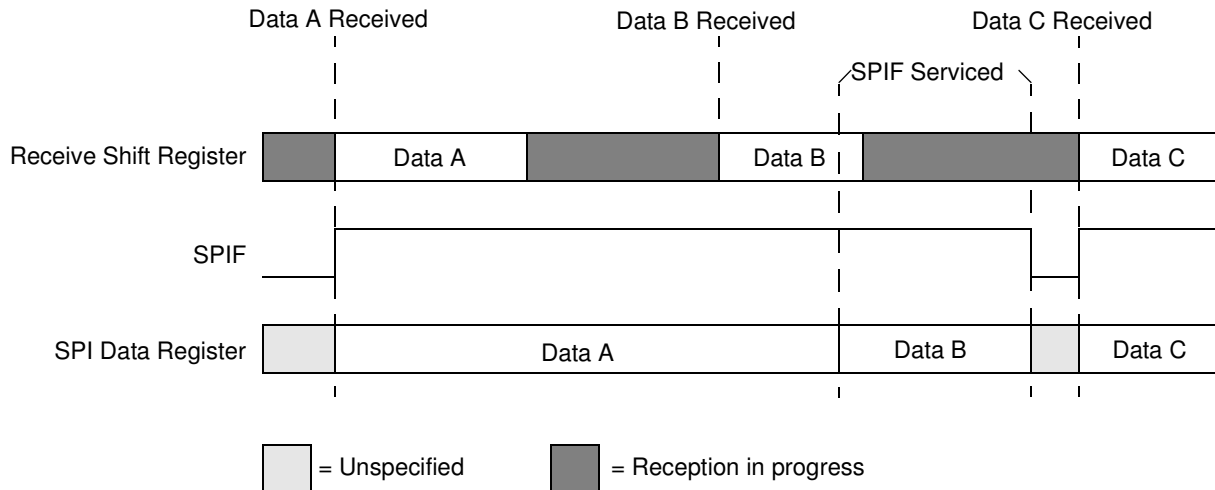 Data A Received
Data B Received
Data C Received
SPIF Serviced
Receive Shift Register
Data A
Data B
Data C
SPIF
SPI Data Register
Data A
Data B
Data C
= Unspecified
= Reception in progress